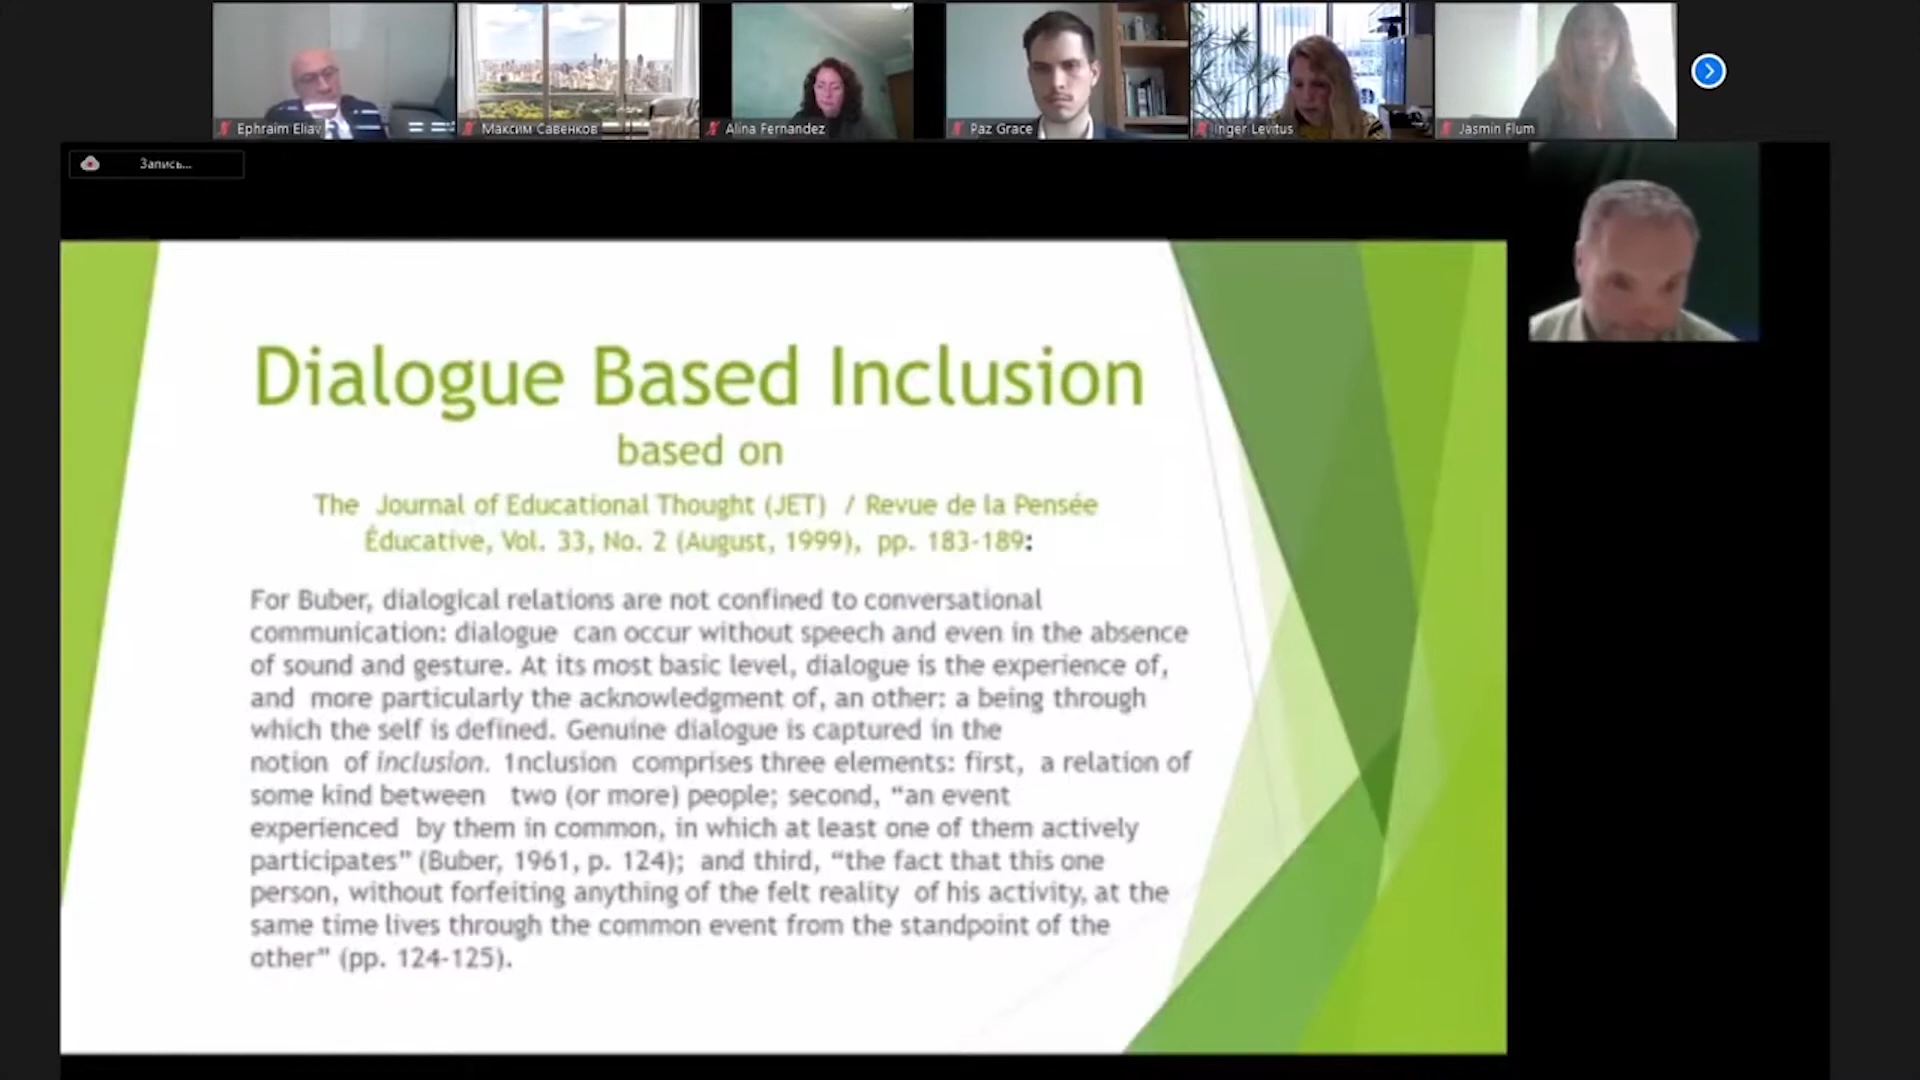 Ephraim Eliav
Максим Савенков
Alina Fernandez
Paz Grace
Inger Levitus
Jasmin Flum
Запись...
Dialogue Based Inclusion
based on
The Journal of Educational Thought (JET) / Revue de la Pensée
Éducative, Vol. 33, No. 2 (August, 1999), pp. 183-189:
For Buber, dialogical relations are not confined to conversational
communication: dialogue can occur without speech and even in the absence
of sound and gesture. At its most basic level, dialogue is the experience of,
and more particularly the acknowledgment of, an other: a being through
which the self is defined. Genuine dialogue is captured in the
notion of inclusion. 1nclusion comprises three elements: first, a relation of
some kind between two (or more) people; second, “an event
experienced by them in common, in which at least one of them actively
participates” (Buber, 1961, p. 124); and third, “the fact that this one
person, without forfeiting anything of the felt reality of his activity, at the
same time lives through the common event from the standpoint of the
other” (pp. 124-125).